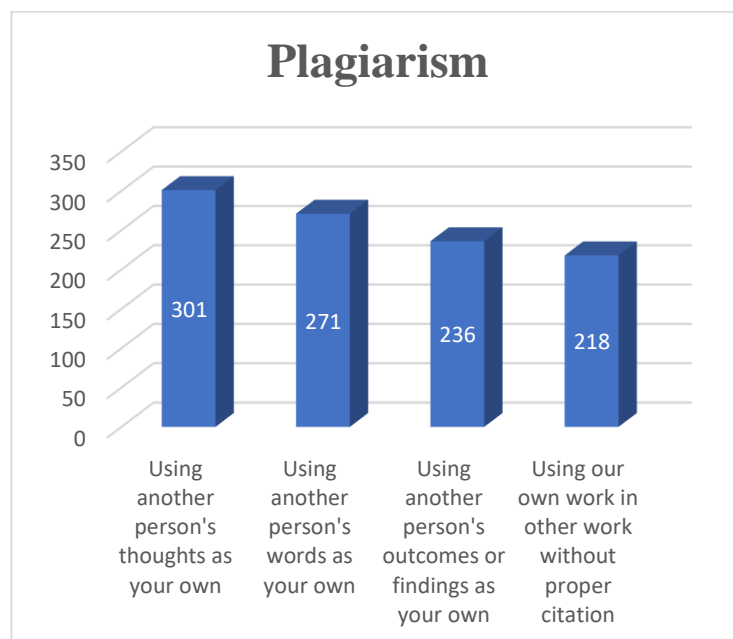 Plagiarism
350
300
250
200
150
100
50
0
301
271
236
218
Using
another
person's
thoughts as
your own
Using
another
person's
words as
your own
Using
another
person's
outcomes or
findings as
your own
Using our
own work in
other work
without
proper
citation